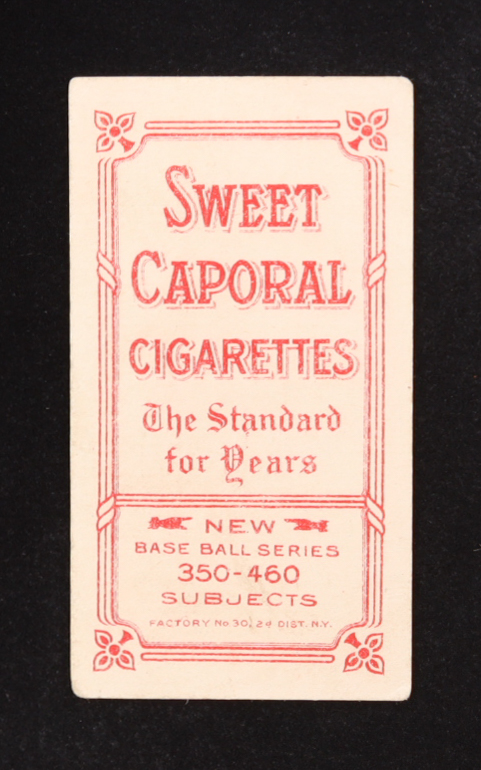 SWEET
CAPORAL
CIGARETTES
The Standard
for Years
NEW
BASE BALL SERIES
350-460
SUBJECTS
FACTORY No 30, 2d DIST. N.Y.